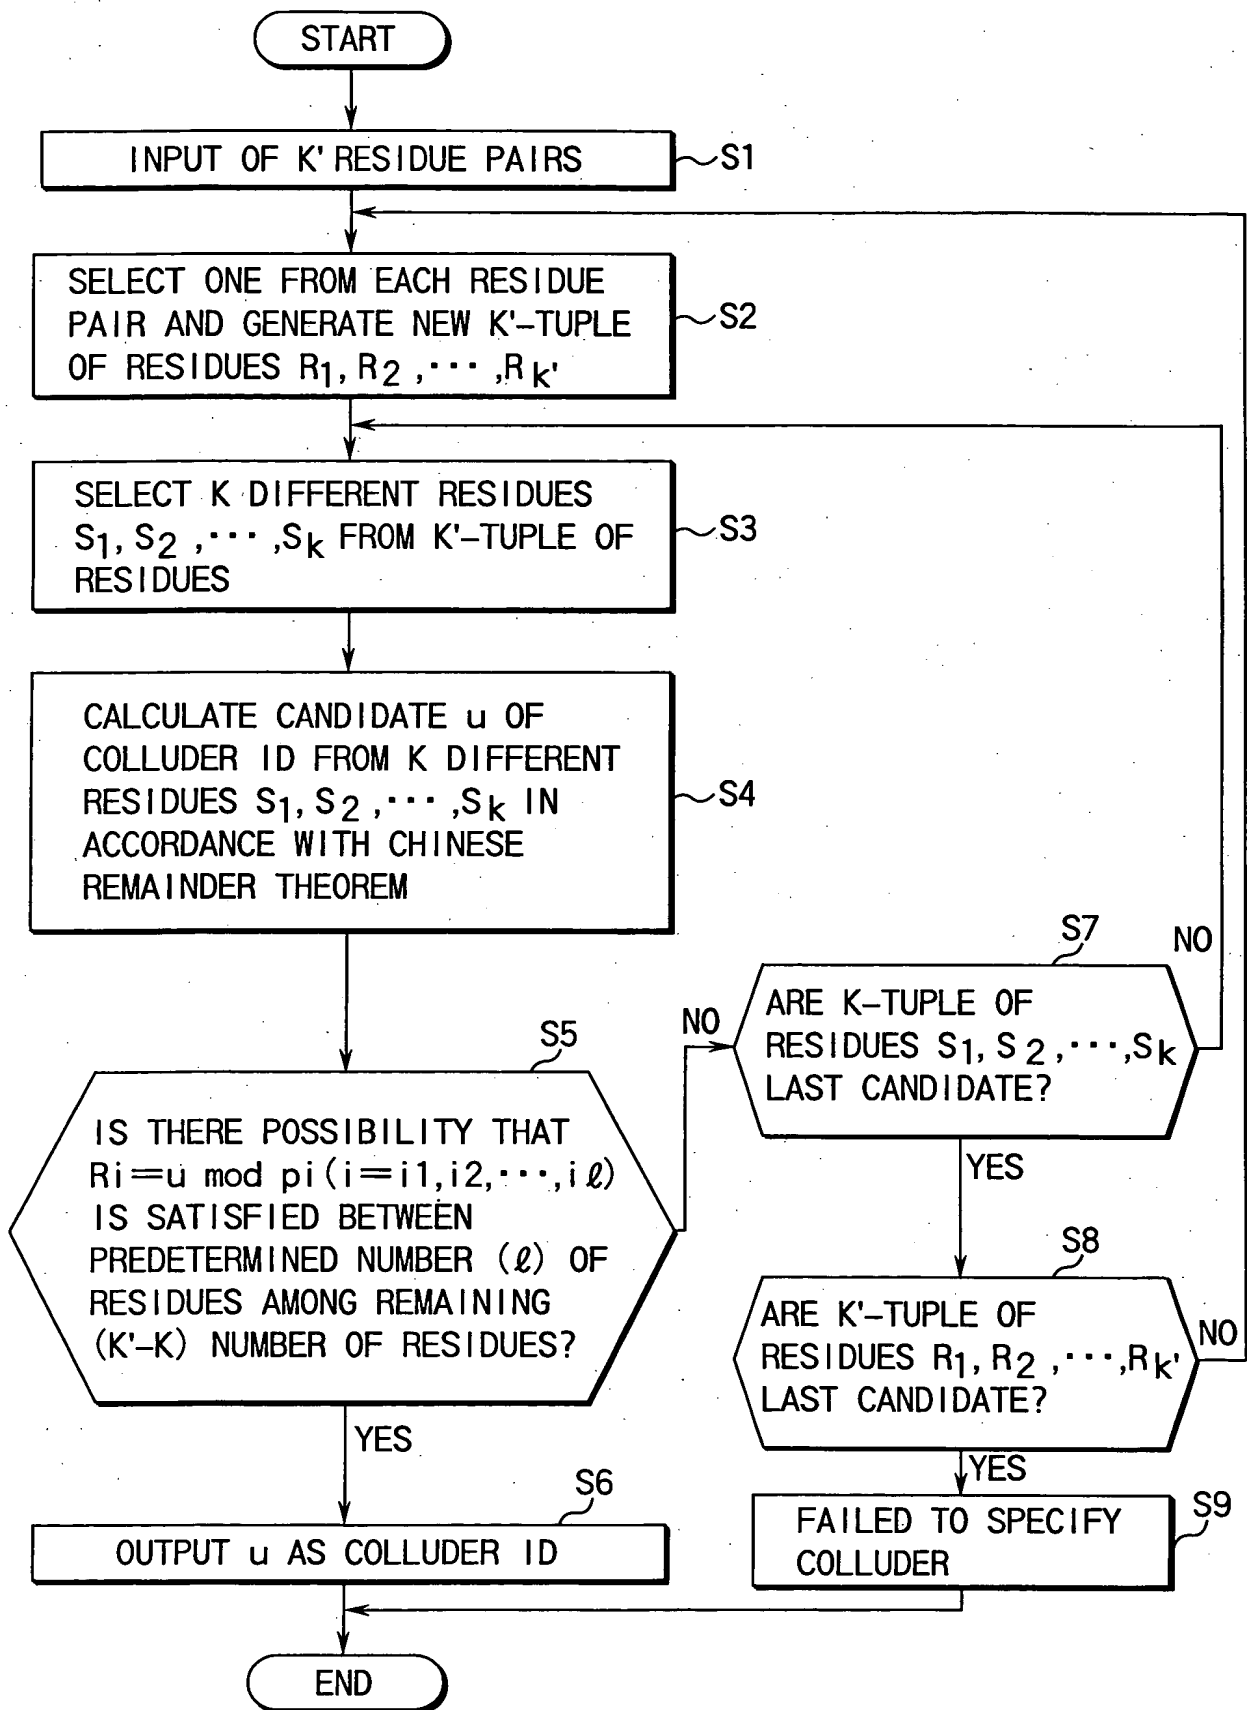 START
INPUT OF K' RESIDUE PAIRS
S1
SELECT ONE FROM EACH RESIDUE
PAIR AND GENERATE NEW K'-TUPLE
OF RESIDUES R1, R2 ,···,Rk'
S2
SELECT K DIFFERENT RESIDUES
S1, S2 ,···,Sk FROM K'-TUPLE OF
RESIDUES
S3
CALCULATE CANDIDATE u OF
COLLUDER ID FROM K DIFFERENT
RESIDUES S1, S2 ,···,Sk IN
ACCORDANCE WITH CHINESE
REMAINDER THEOREM
S4
S5
IS THERE POSSIBILITY THAT
Ri=u mod pi(i=i1,i2,···,iℓ)
IS SATISFIED BETWEEN
PREDETERMINED NUMBER (ℓ) OF
RESIDUES AMONG REMAINING
(K'-K) NUMBER OF RESIDUES?
NO
YES
S6
OUTPUT u AS COLLUDER ID
END
S7
NO
ARE K-TUPLE OF
RESIDUES S1, S2 ,···,Sk
LAST CANDIDATE?
YES
S8
ARE K'-TUPLE OF
RESIDUES R1, R2 ,···,Rk'
LAST CANDIDATE?
NO
YES
S9
FAILED TO SPECIFY
COLLUDER